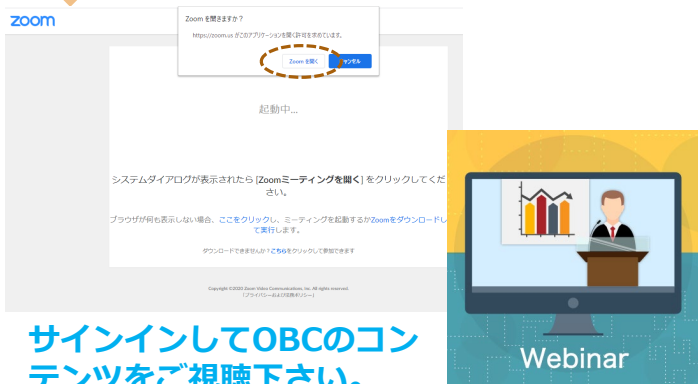 zoom
Zoom を開きますか？
https://zoom.us がこのアプリケーションを開く許可を求めています。
Zoom を開く
キャンセル
起動中...
システムダイアログが表示されたら [Zoomミーティングを開く] をクリックしてくだ
さい。
ブラウザが何も表示しない場合、ここをクリックし、ミーティングを起動するかZoomをダウンロードし
て実行します。
ダウンロードできませんか？こちらをクリックして参加できます
Copyright ©2020 Zoom Video Communications, Inc. All rights reserved.
（プライバシーおよび法務ポリシー）
Webinar
サインインしてOBCのコン
テンツをご視聴下さい。